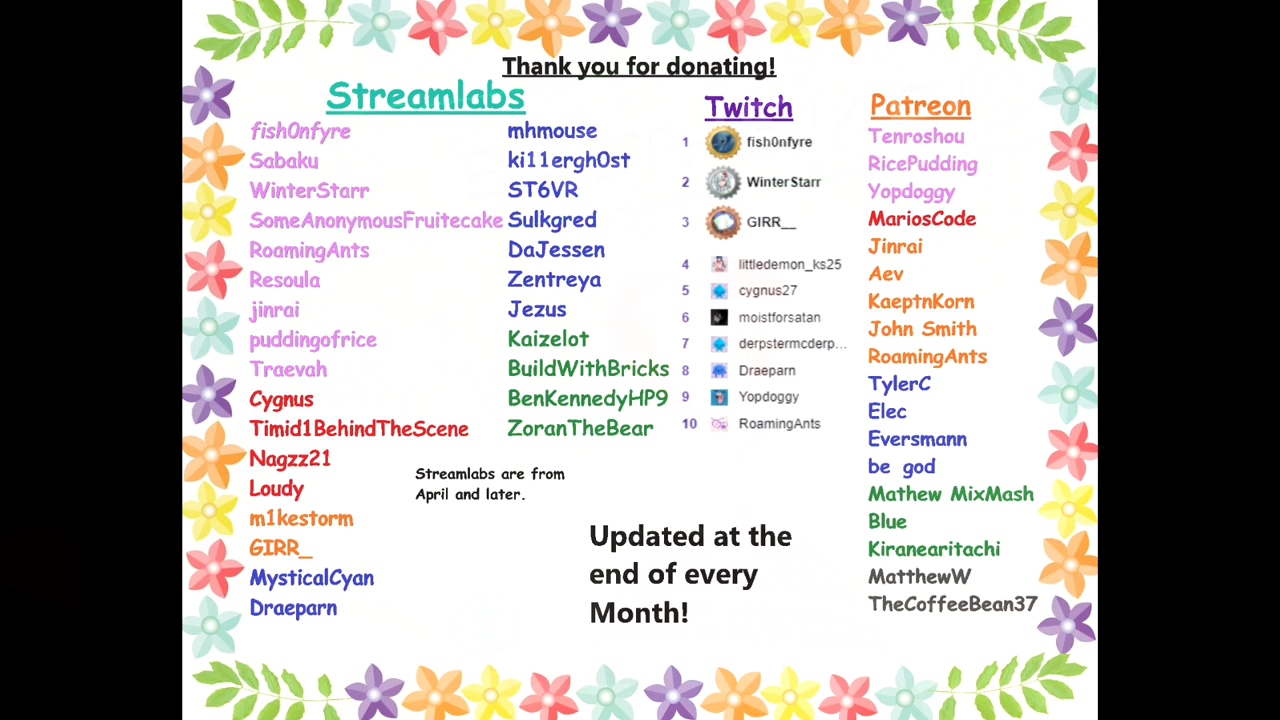 Thank you for donating!
Streamlabs
fish0nfyre
Sabaku
WinterStarr
SomeAnonymousFruitecake
RoamingAnts
Resoula
jinrai
puddingofrice
Traevah
Cygnus
Timid1BehindTheScene
Nagzz21
Loudy
m1kestorm
GIRR_
MysticalCyan
Draeparn
mhmouse
ki11ergh0st
ST6VR
Sulkgred
DaJessen
Zentreya
Jezus
Kaizelot
BuildWithBricks
BenKennedyHP9
ZoranTheBear
Streamlabs are from
April and later.
Twitch
1 fish0nfyre
2 WinterStarr
3 GIRR__
4 littledemon_ks25
5 cygnus27
6 moistforsatan
7 derpstermcderp...
8 Draeparn
9 Yopdoggy
10 RoamingAnts
Updated at the
end of every
Month!
Patreon
Tenroshou
RicePudding
Yopdoggy
MariosCode
Jinrai
Aev
KaeptnKorn
John Smith
RoamingAnts
TylerC
Elec
Eversmann
be god
Mathew MixMash
Blue
Kiranearitachi
MatthewW
TheCoffeeBean37